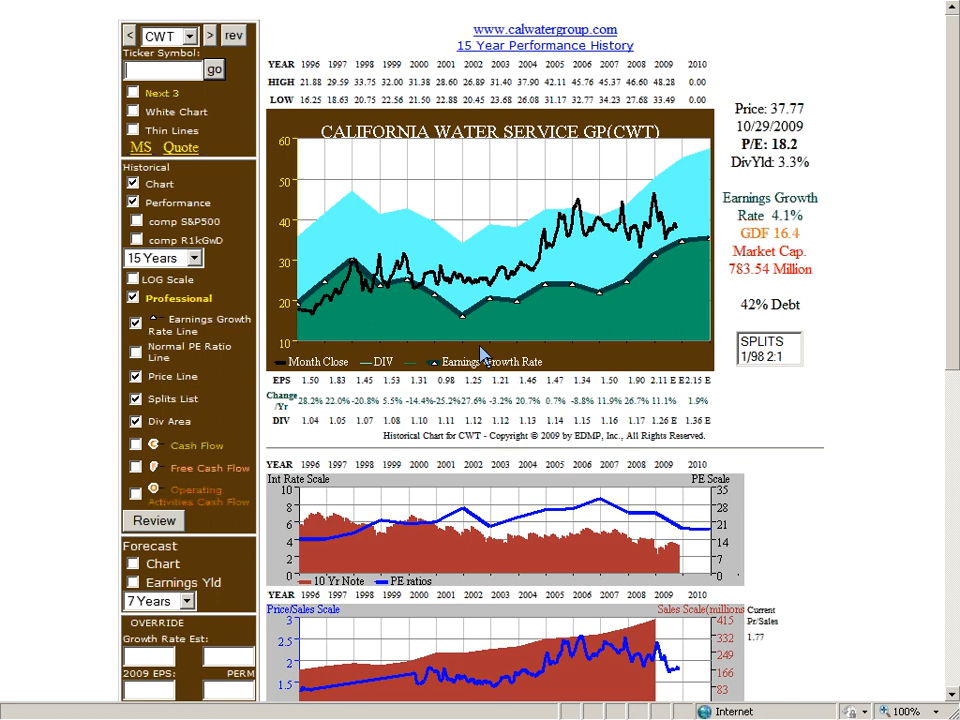 < CWT > rev
Ticker Symbol:
go
Next 3
White Chart
Thin Lines
MS Quote
Historical
Chart
Performance
comp S&P500
comp R1kGwD
15 Years
LOG Scale
Professional
Earnings Growth
Rate Line
Normal PE Ratio
Line
Price Line
Splits List
Div Area
C Cash Flow
F Free Cash Flow
O Operating
Activities Cash Flow
Review
Forecast
Chart
Earnings Yld
7 Years
OVERRIDE
Growth Rate Est:
2009 EPS: PERM
www.calwatergroup.com
15 Year Performance History
YEAR 1996 1997 1998 1999 2000 2001 2002 2003 2004 2005 2006 2007 2008 2009 2010
HIGH 21.88 29.59 33.75 32.00 31.38 28.60 26.89 31.40 37.90 42.11 45.76 45.37 46.60 48.28 0.00
LOW 16.25 18.63 20.75 22.56 21.50 22.88 20.45 23.68 26.08 31.17 32.77 34.23 27.68 33.49 0.00
CALIFORNIA WATER SERVICE GP(CWT)
60
50
40
30
20
10
Month Close DIV Earnings Growth Rate
EPS 1.50 1.83 1.45 1.53 1.31 0.98 1.25 1.21 1.46 1.47 1.34 1.50 1.90 2.11 E 2.15 E
Change
/Yr 28.2% 22.0% -20.8% 5.5% -14.4% -25.2% 27.6% -3.2% 20.7% 0.7% -8.8% 11.9% 26.7% 11.1% 1.9%
DIV 1.04 1.05 1.07 1.08 1.10 1.11 1.12 1.12 1.13 1.14 1.15 1.16 1.17 1.26 E 1.36 E
Historical Chart for CWT - Copyright © 2009 by EDMP, Inc., All Rights Reserved.
Price: 37.77
10/29/2009
P/E: 18.2
DivYld: 3.3%
Earnings Growth
Rate 4.1%
GDF 16.4
Market Cap.
783.54 Million
42% Debt
SPLITS
1/98 2:1
YEAR 1996 1997 1998 1999 2000 2001 2002 2003 2004 2005 2006 2007 2008 2009 2010
Int Rate Scale PE Scale
10 35
8 28
6 21
4 14
2 7
0 0
10 Yr Note PE ratios
YEAR 1996 1997 1998 1999 2000 2001 2002 2003 2004 2005 2006 2007 2008 2009 2010
Price/Sales Scale Sales Scale(millions
3 415
2.5 332
2 249
1.5 166
83
Current
Pr/Sales
1.77
Internet 100%